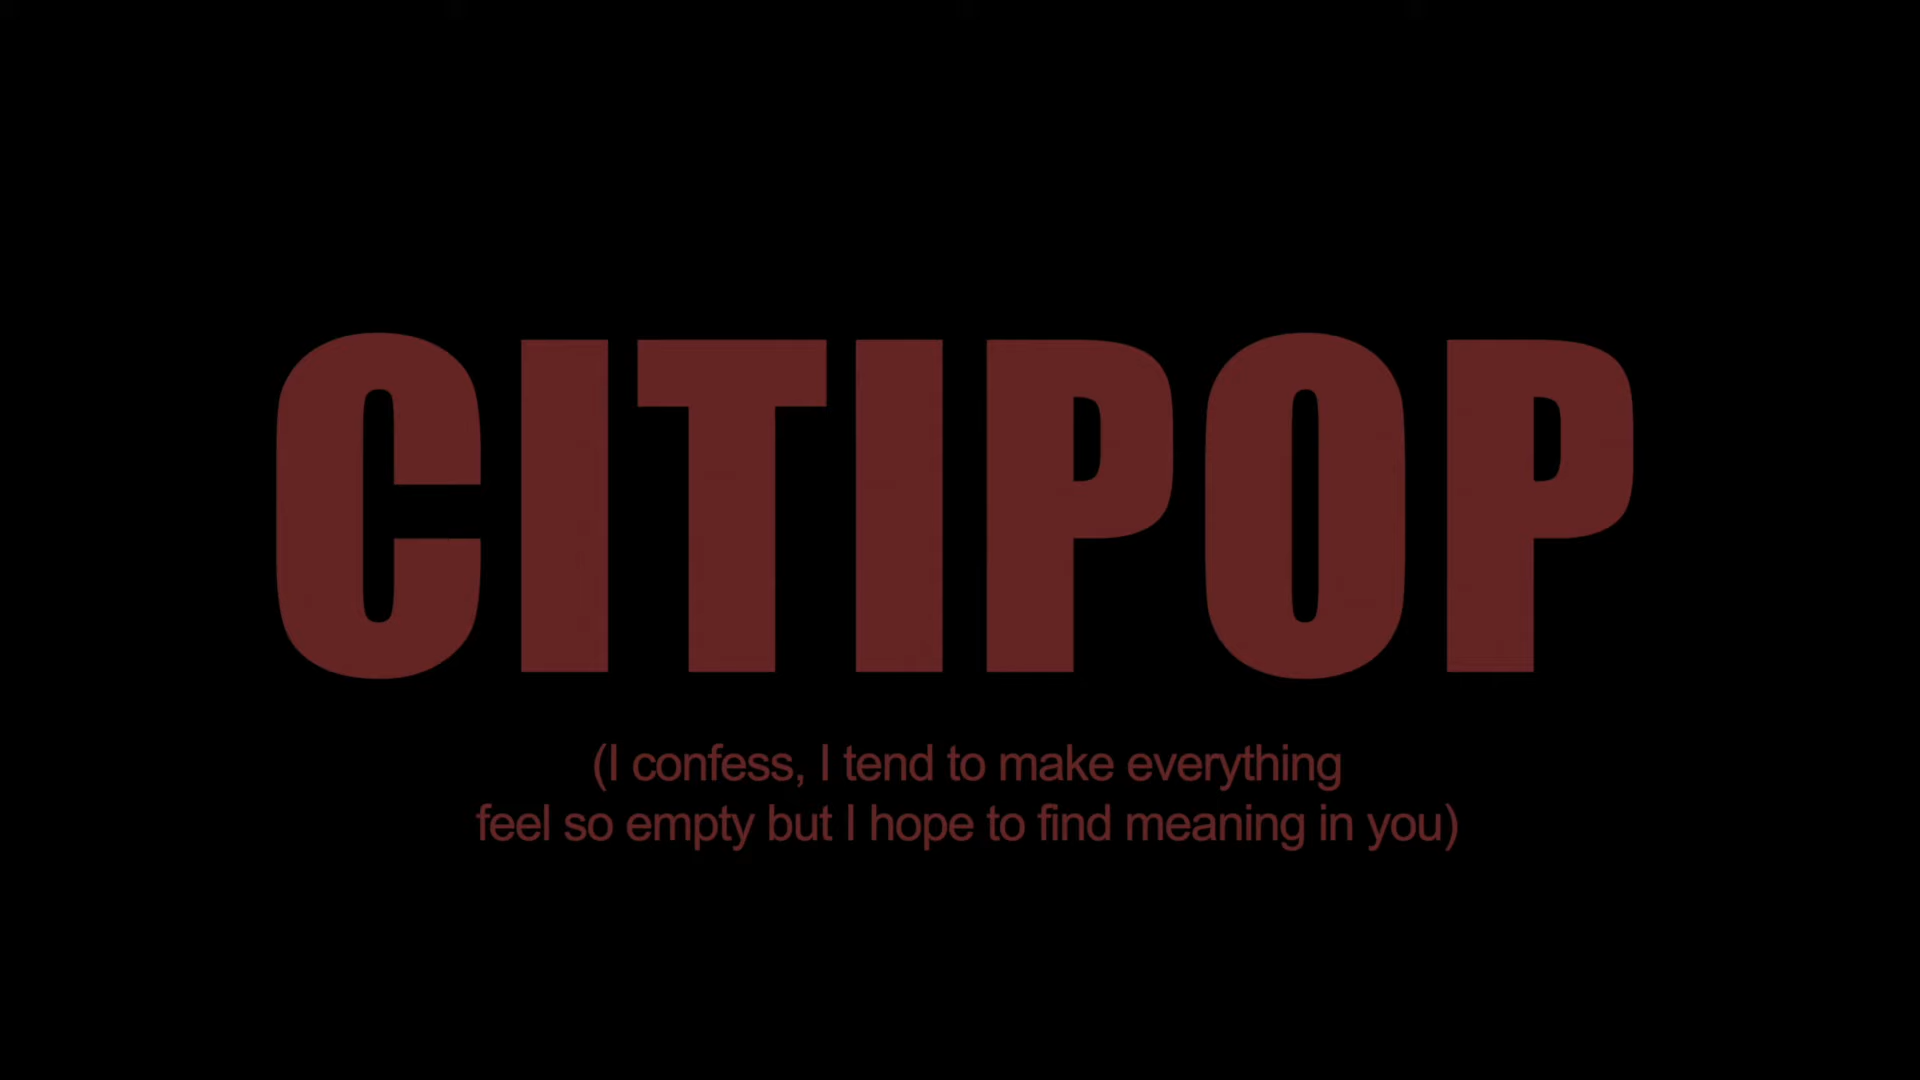 CITIPOP
(I confess, I tend to make everything
feel so empty but I hope to find meaning in you)